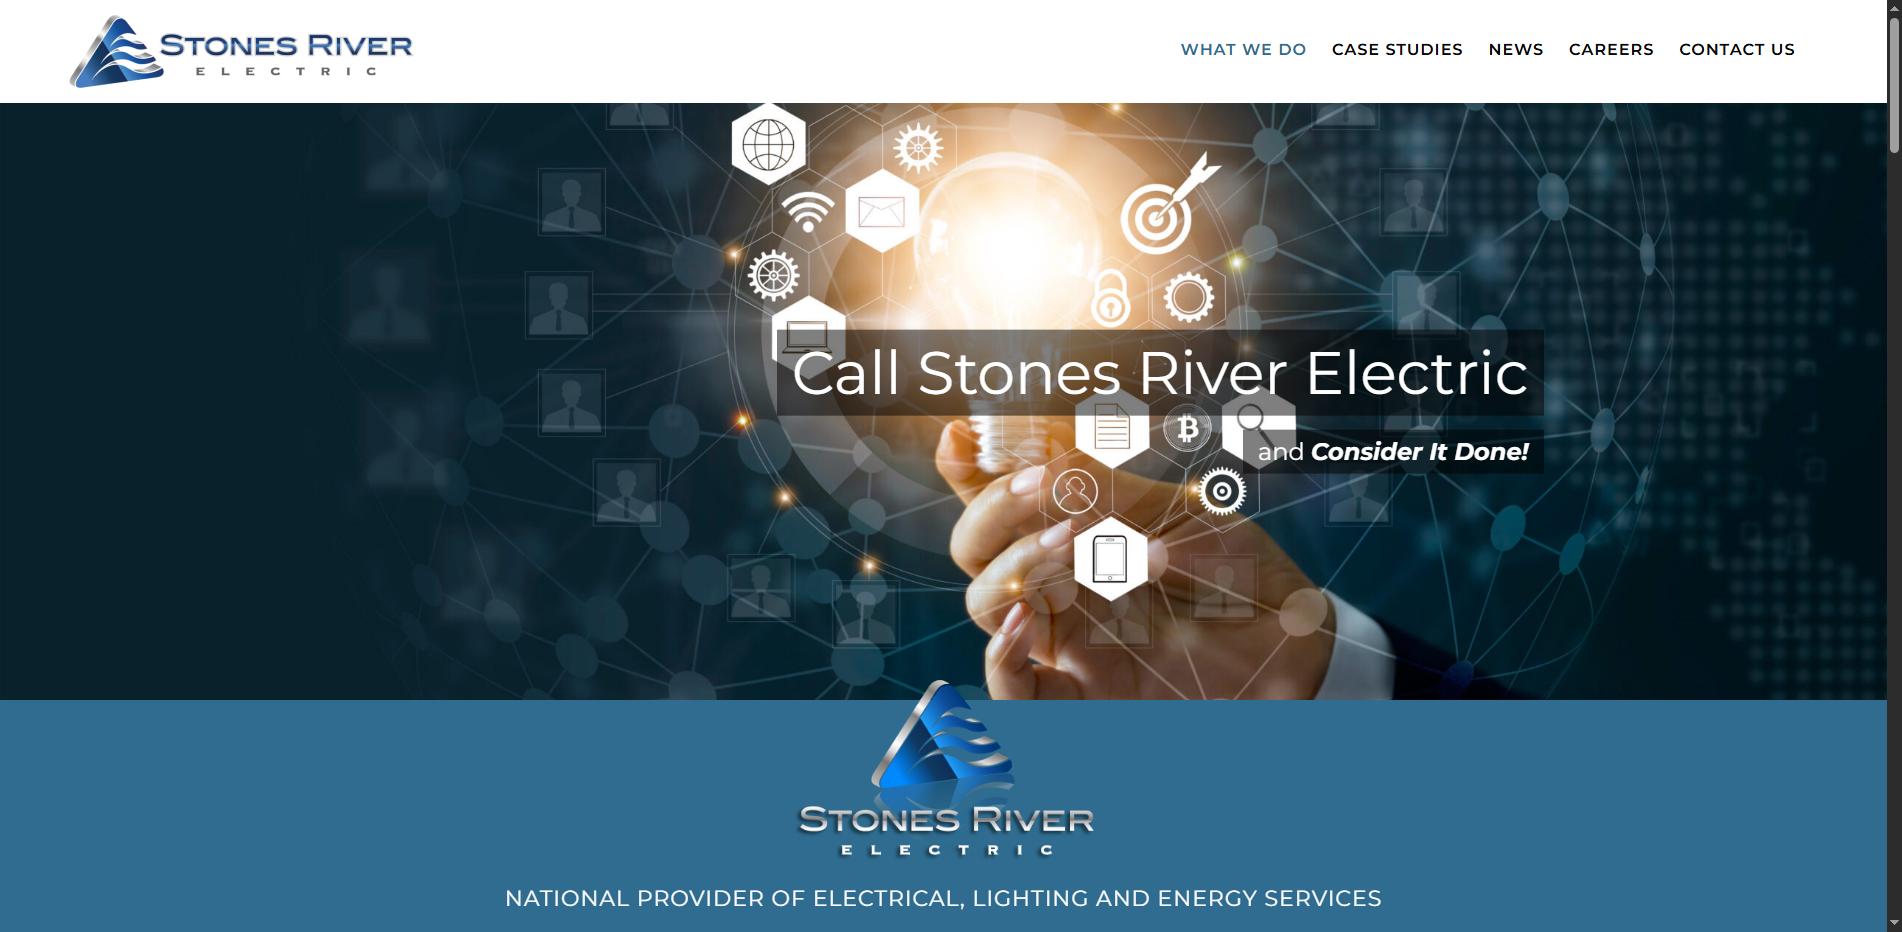 STONES RIVER
ELECTRIC
WHAT WE DO
CASE STUDIES
NEWS
CAREERS
CONTACT US
Call Stones River Electric
and Consider It Done!
STONES RIVER
ELECTRIC
NATIONAL PROVIDER OF ELECTRICAL, LIGHTING AND ENERGY SERVICES